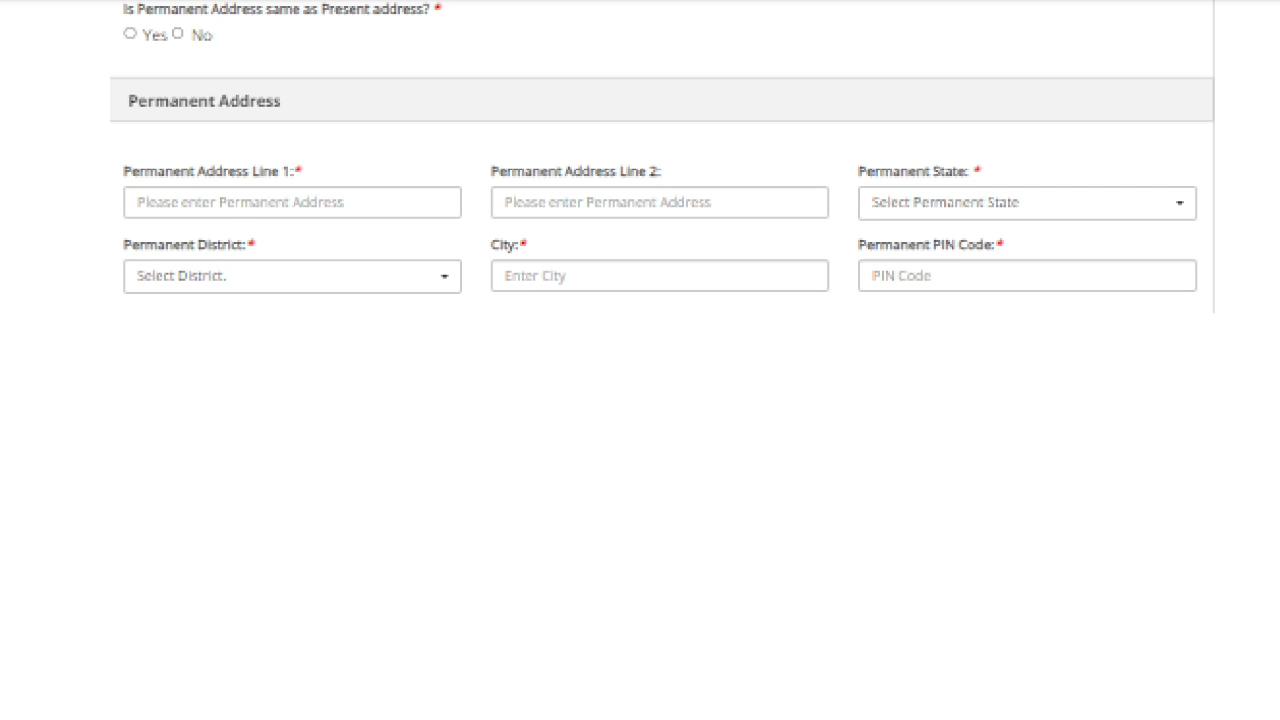 Is Permanent Address same as Present address? *
Yes No
Permanent Address
Permanent Address Line 1:* Permanent Address Line 2: Permanent State: *
Please enter Permanent Address Please enter Permanent Address Select Permanent State
Permanent District:* City:* Permanent PIN Code:*
Select District. Enter City PIN Code